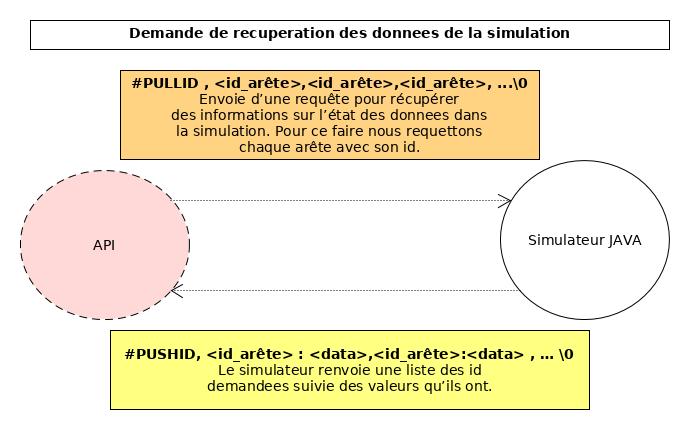 Demande de recuperation des donnees de la simulation
#PULLID , <id_arête>,<id_arête>,<id_arête>, ...\0
Envoie d’une requête pour récupérer
des informations sur l’état des donnees dans
la simulation. Pour ce faire nous requettons
chaque arête avec son id.
API
Simulateur JAVA
#PUSHID, <id_arête> : <data>,<id_arête>:<data> , ... \0
Le simulateur renvoie une liste des id
demandees suivie des valeurs qu’ils ont.